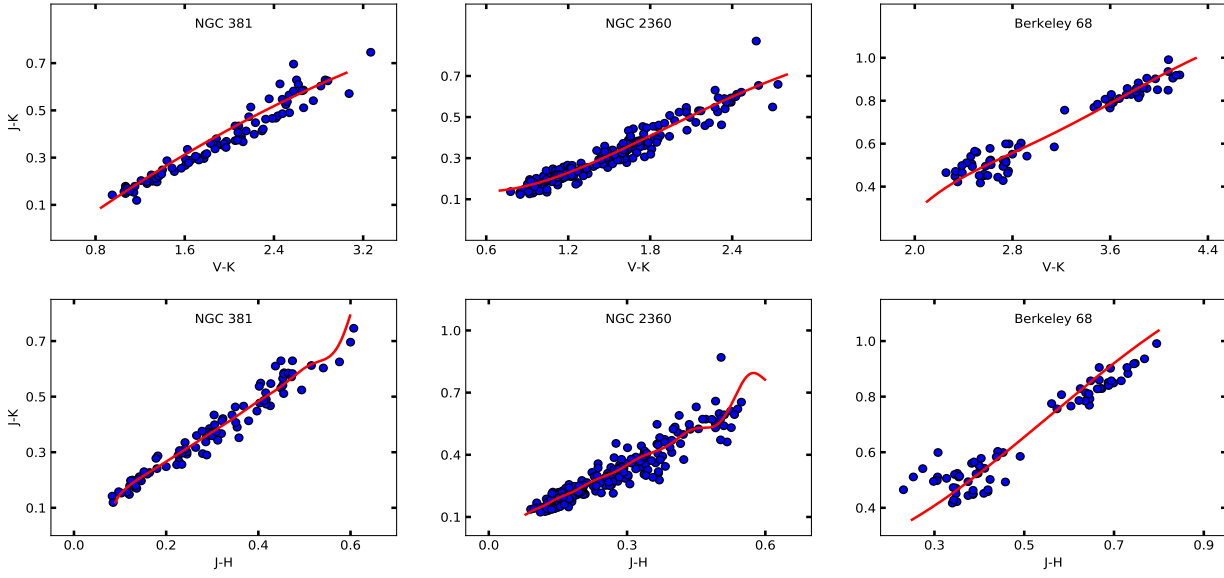 NGC 381
NGC 2360
Berkeley 68
J-K
0.7
0.5
0.3
0.1
0.7
0.5
0.3
0.1
1.0
0.8
0.6
0.4
0.8 1.6 2.4 3.2
0.6 1.2 1.8 2.4
2.0 2.8 3.6 4.4
V-K
V-K
V-K
NGC 381
NGC 2360
Berkeley 68
J-K
0.7
0.5
0.3
0.1
1.0
0.7
0.4
0.1
1.0
0.8
0.6
0.4
0.0 0.2 0.4 0.6
0.0 0.3 0.6
0.3 0.5 0.7 0.9
J-H
J-H
J-H